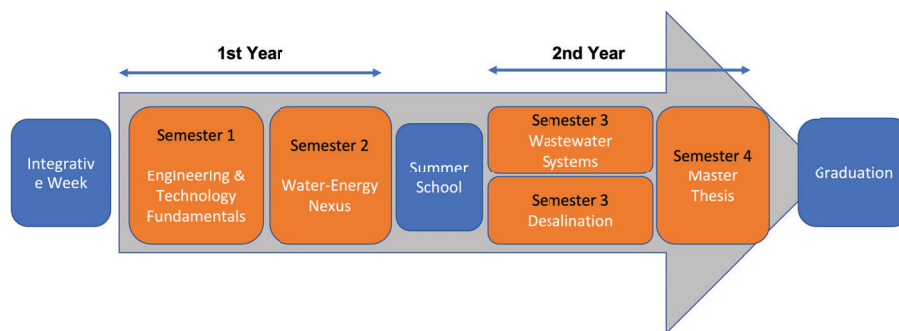 1st Year
2nd Year
Integrativ
e Week
Semester 1
Engineering &
Technology
Fundamentals
Semester 2
Water-Energy
Nexus
Summer
School
Semester 3
Wastewater
Systems
Semester 3
Desalination
Semester 4
Master
Thesis
Graduation